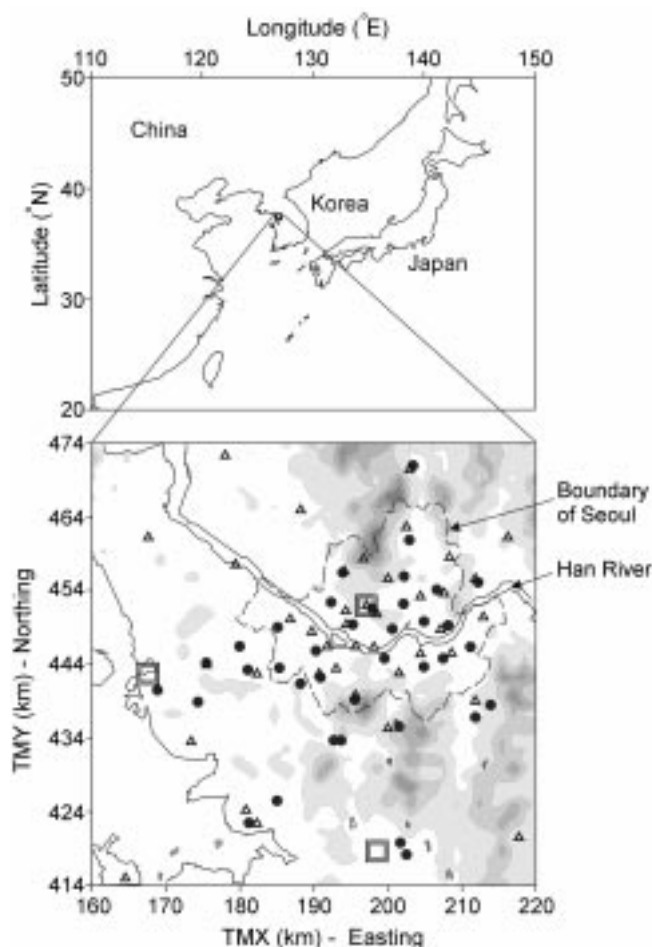 Longitude (°E)
110 120 130 140 150
50
China
40
Korea
Latitude (°N)
Japan
30
20
474
464
Boundary
of Seoul
Han River
454
TMY (km) - Northing
444
434
424
414
160 170 180 190 200 210 220
TMX (km) - Easting